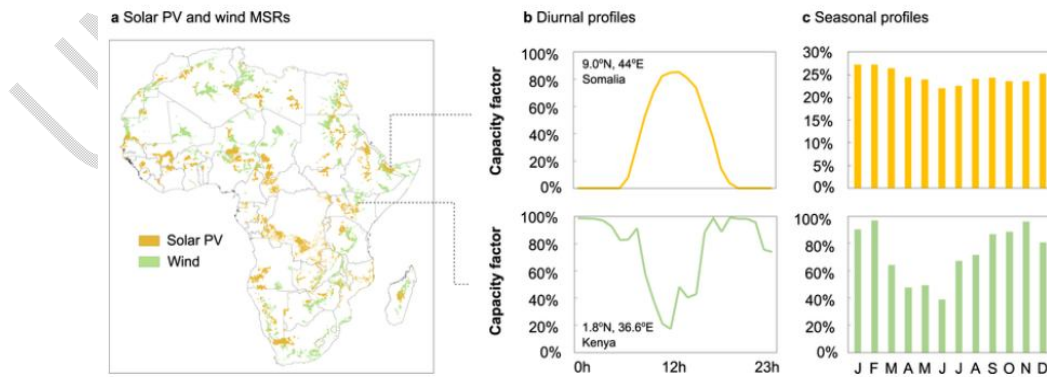 a Solar PV and wind MSRs
Solar PV
Wind
b Diurnal profiles
Capacity factor
100%
80%
60%
40%
20%
0%
9.0ºN, 44ºE
Somalia
Capacity factor
100%
80%
60%
40%
20%
0%
1.8ºN, 36.6ºE
Kenya
0h 12h 23h
c Seasonal profiles
30%
25%
20%
25%
10%
5%
0%
100%
80%
60%
40%
20%
0%
J F M A M J J A S O N D